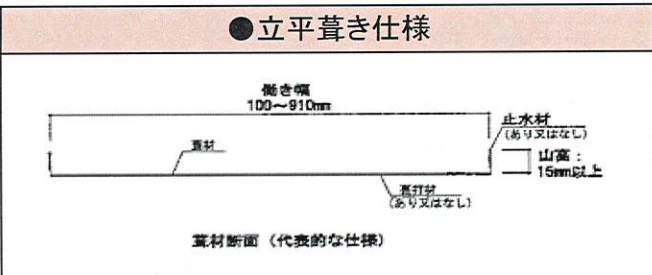 ●立平葺き仕様
働き幅
100～910mm
止水材
(あり又はなし)
葺材
山高：
15mm以上
裏打材
(あり又はなし)
葺材断面（代表的な仕様）